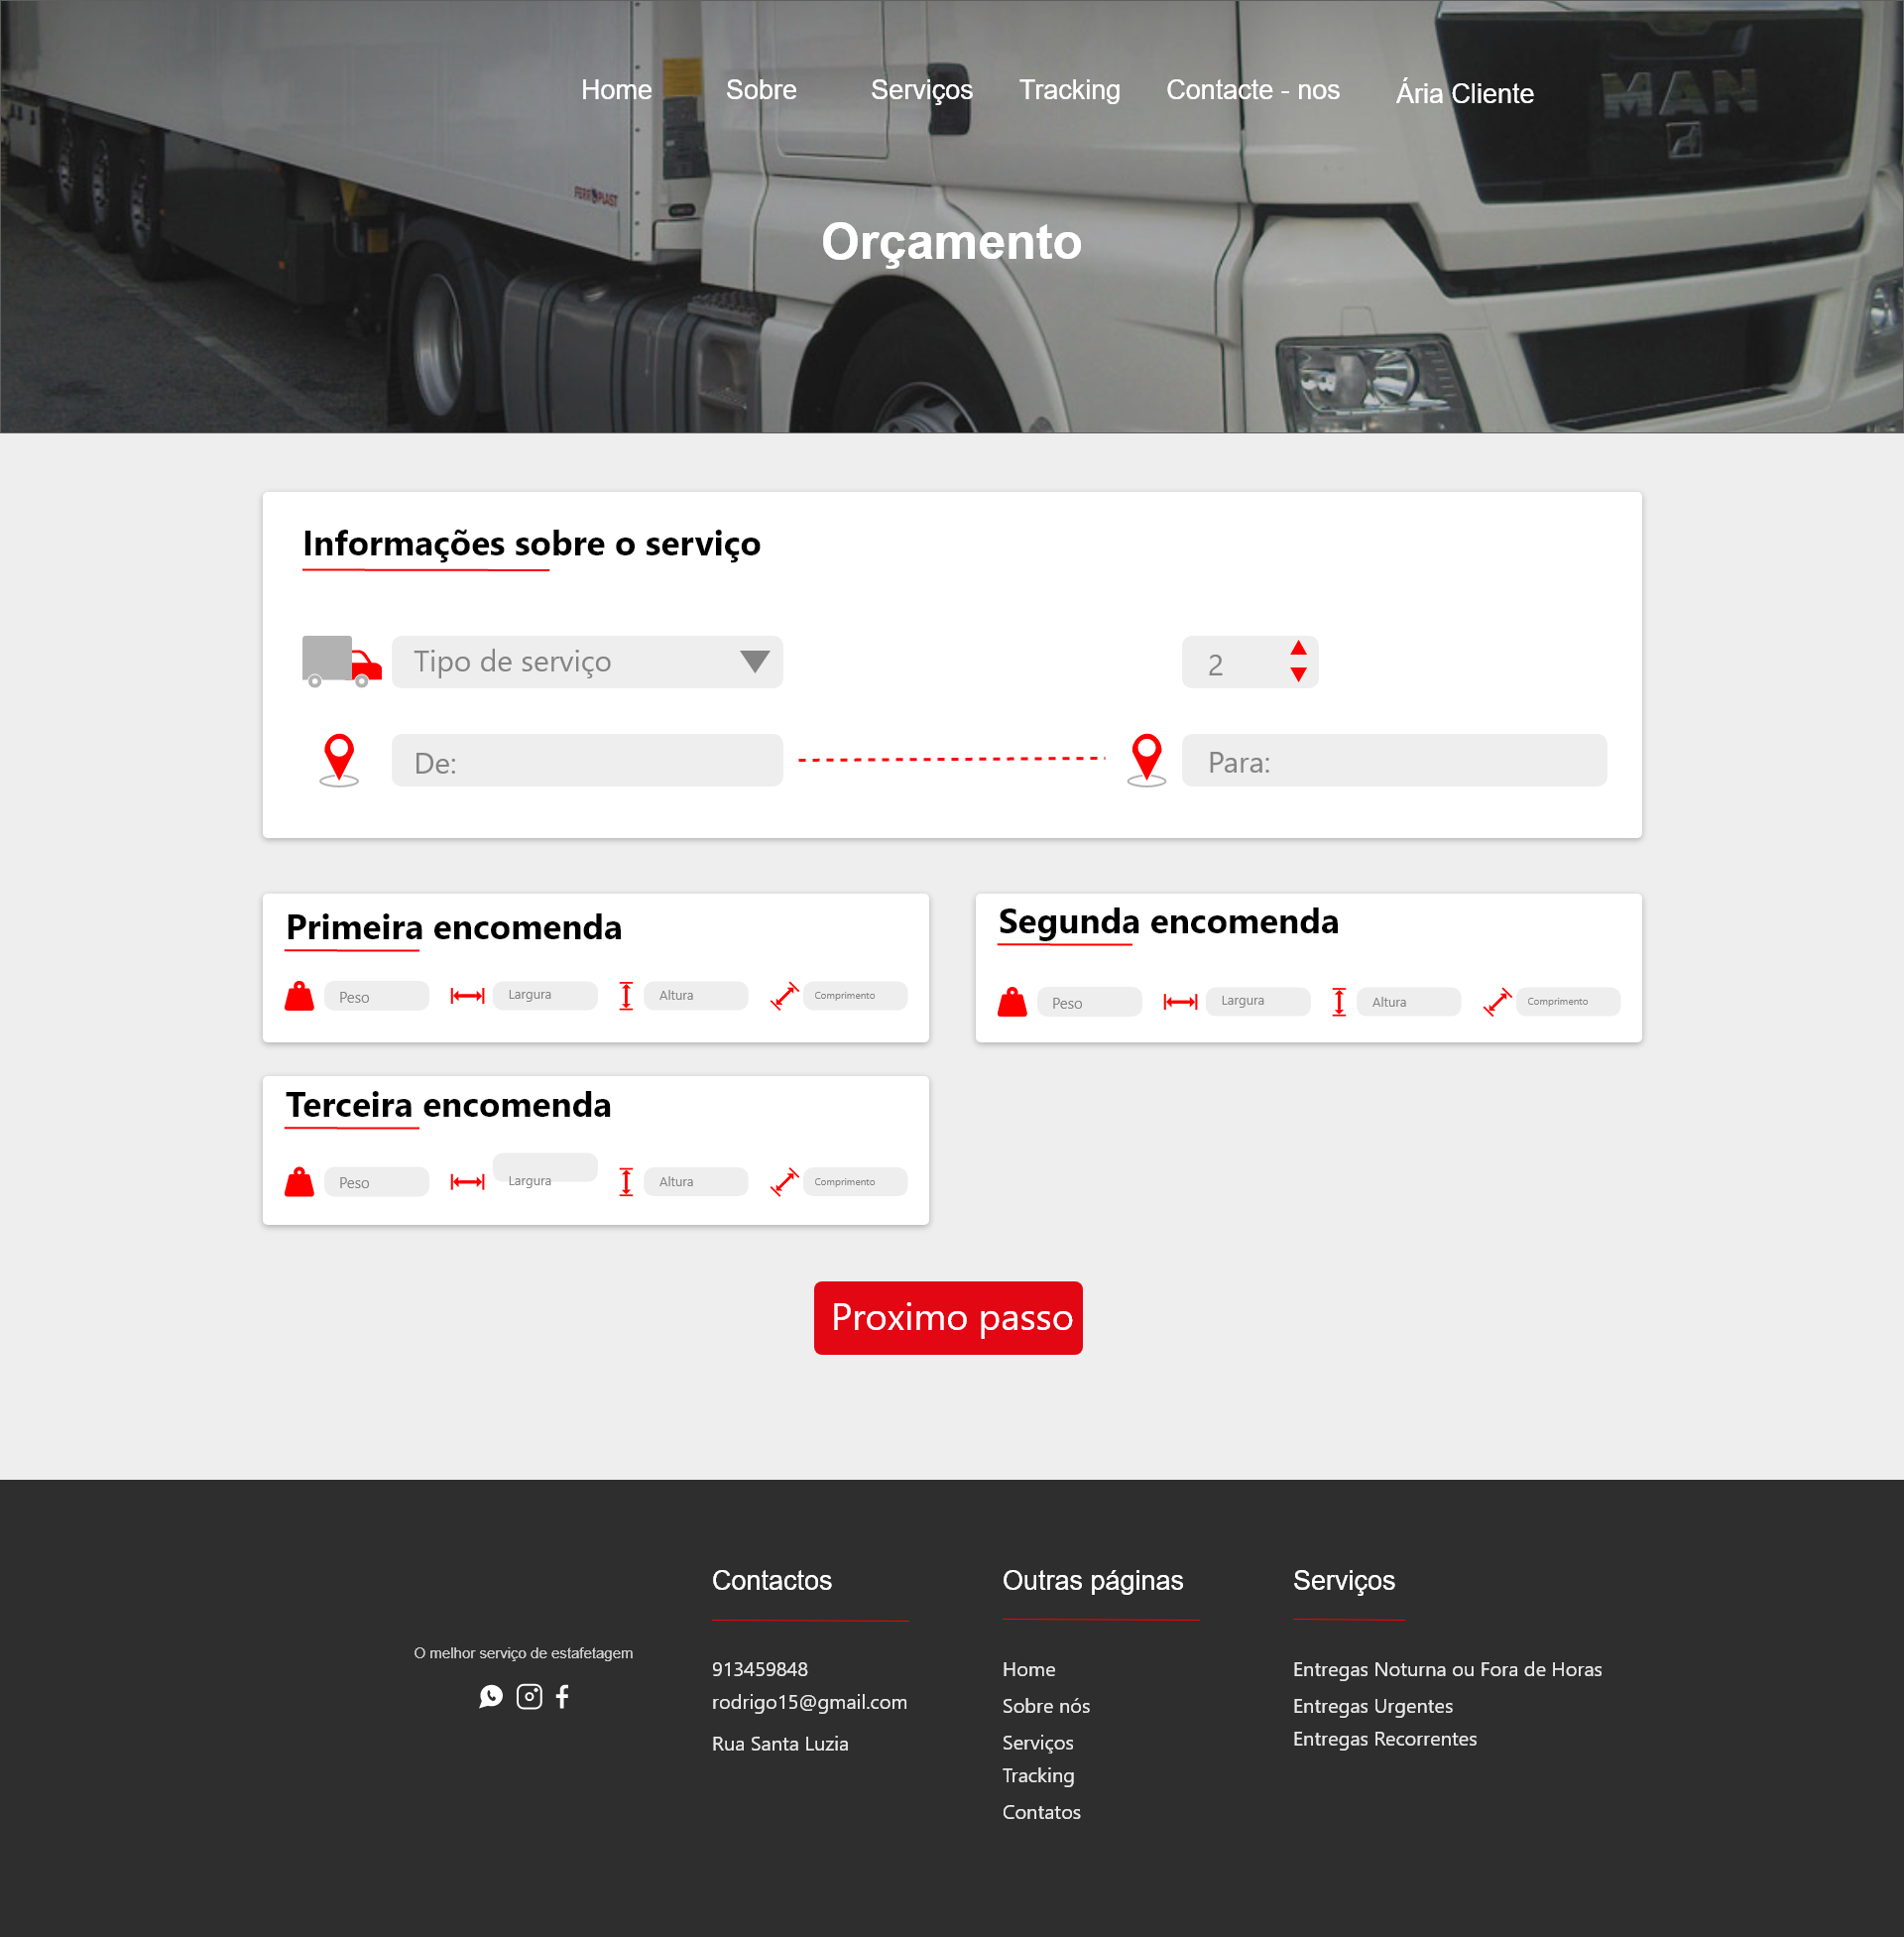 Home Sobre Serviços Tracking Contacte - nos Ária Cliente
MAN
FERROPLAST
Orçamento
Informações sobre o serviço
Tipo de serviço
2
De:
Para:
Primeira encomenda
Peso Largura Altura Comprimento
Segunda encomenda
Peso Largura Altura Comprimento
Terceira encomenda
Peso Largura Altura Comprimento
Proximo passo
O melhor serviço de estafetagem
Contactos
913459848
rodrigo15@gmail.com
Rua Santa Luzia
Outras páginas
Home
Sobre nós
Serviços
Tracking
Contatos
Serviços
Entregas Noturna ou Fora de Horas
Entregas Urgentes
Entregas Recorrentes